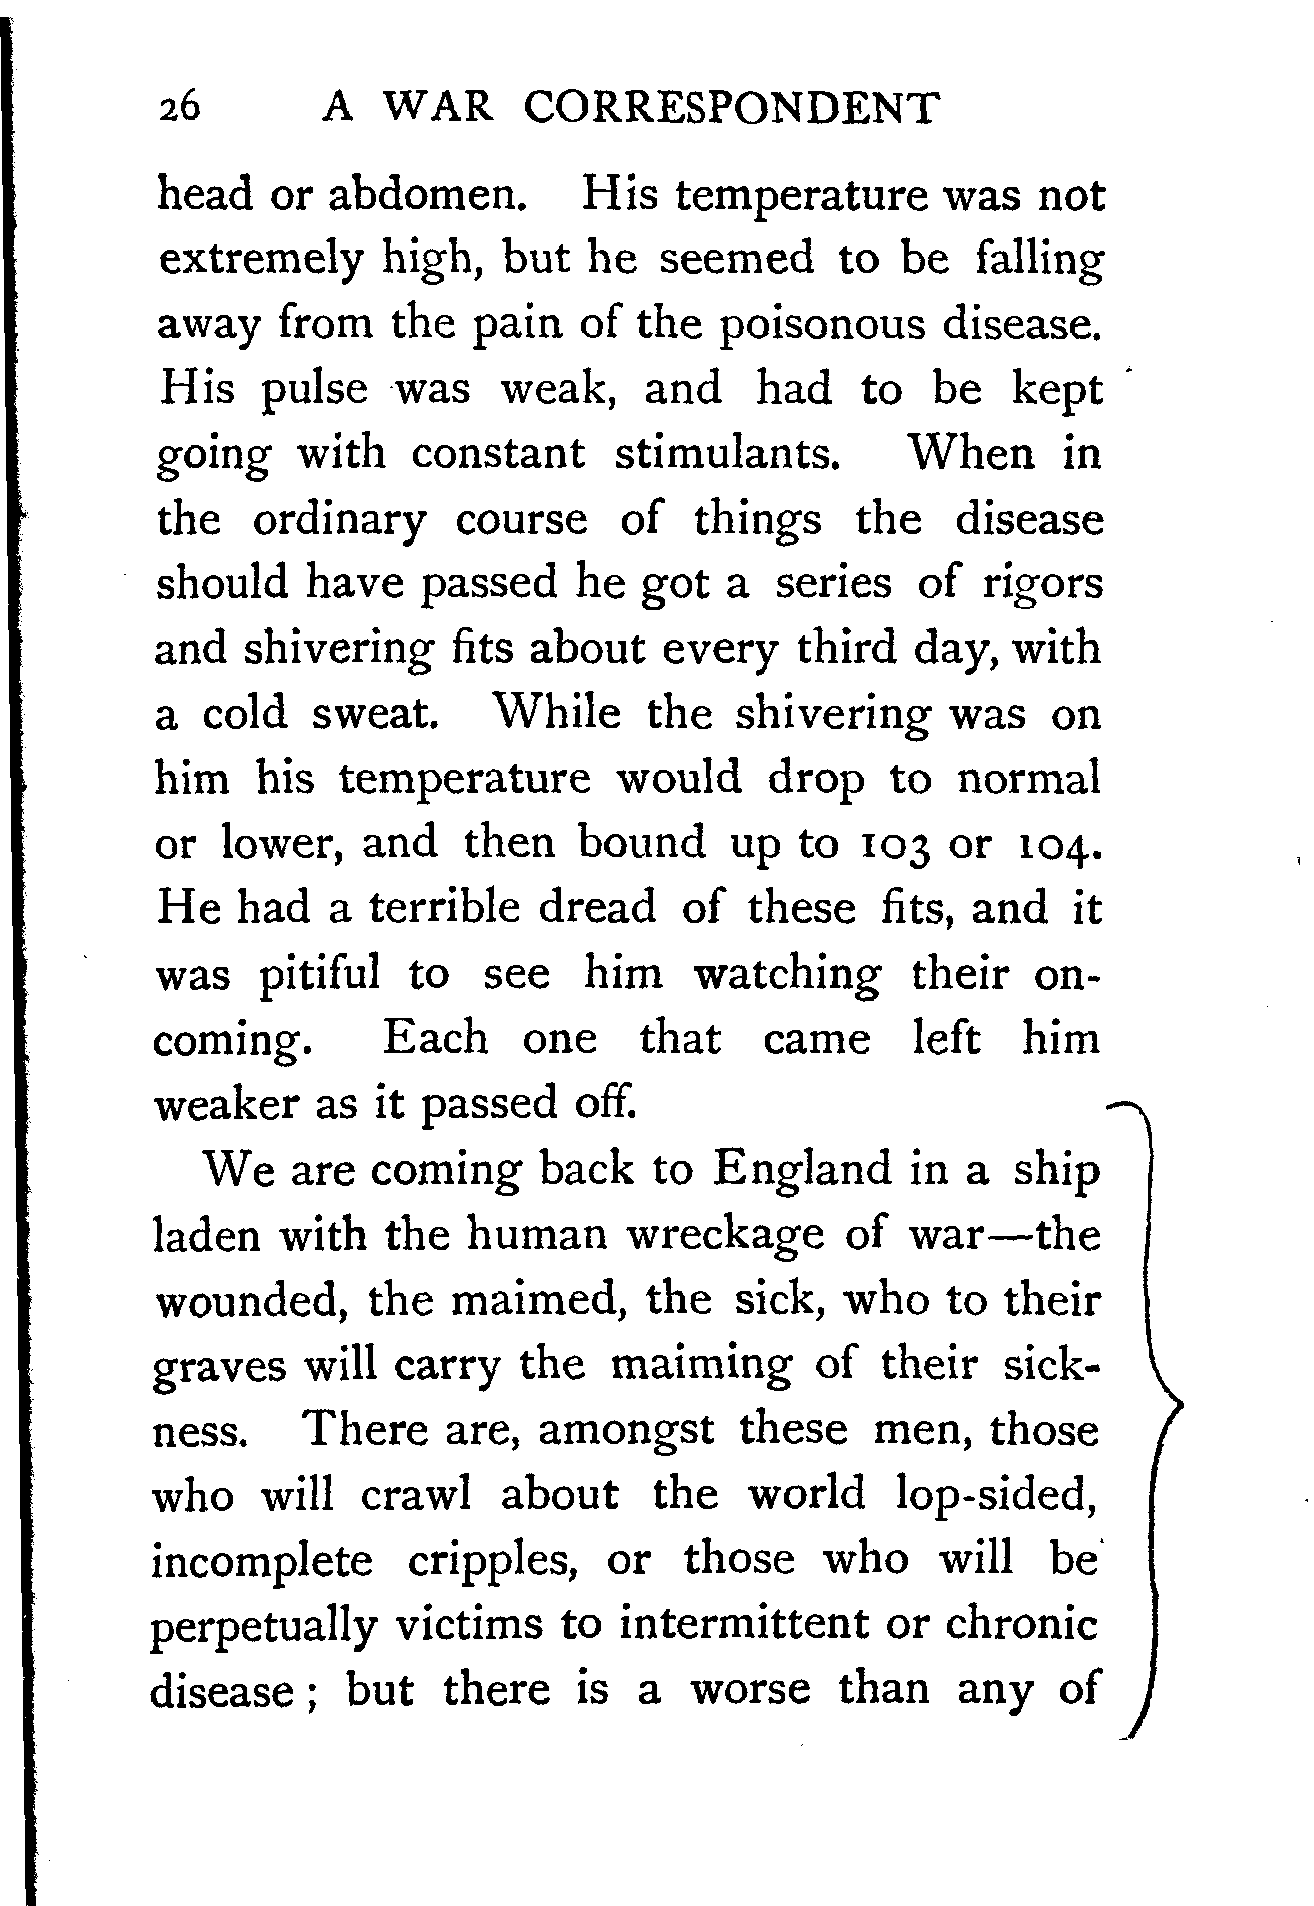 26 A WAR CORRESPONDENT
head or abdomen. His temperature was not
extremely high, but he seemed to be falling
away from the pain of the poisonous disease.
His pulse was weak, and had to be kept
going with constant stimulants. When in
the ordinary course of things the disease
should have passed he got a series of rigors
and shivering fits about every third day, with
a cold sweat. While the shivering was on
him his temperature would drop to normal
or lower, and then bound up to 103 or 104.
He had a terrible dread of these fits, and it
was pitiful to see him watching their on-
coming. Each one that came left him
weaker as it passed off.
We are coming back to England in a ship
laden with the human wreckage of war—the
wounded, the maimed, the sick, who to their
graves will carry the maiming of their sick-
ness. There are, amongst these men, those
who will crawl about the world lop-sided,
incomplete cripples, or those who will be
perpetually victims to intermittent or chronic
disease; but there is a worse than any of